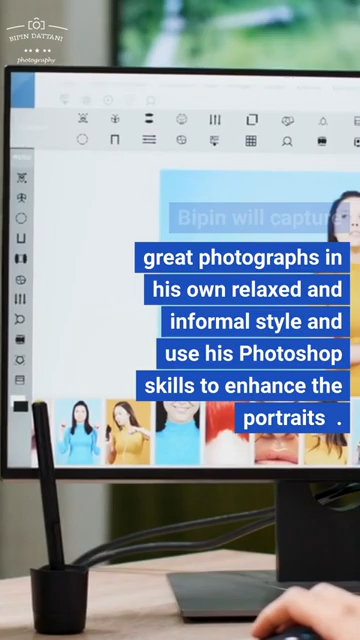 BIPIN DATTANI
photography
Bipin will capture
great photographs in
his own relaxed and
informal style and
use his Photoshop
skills to enhance the
portraits .